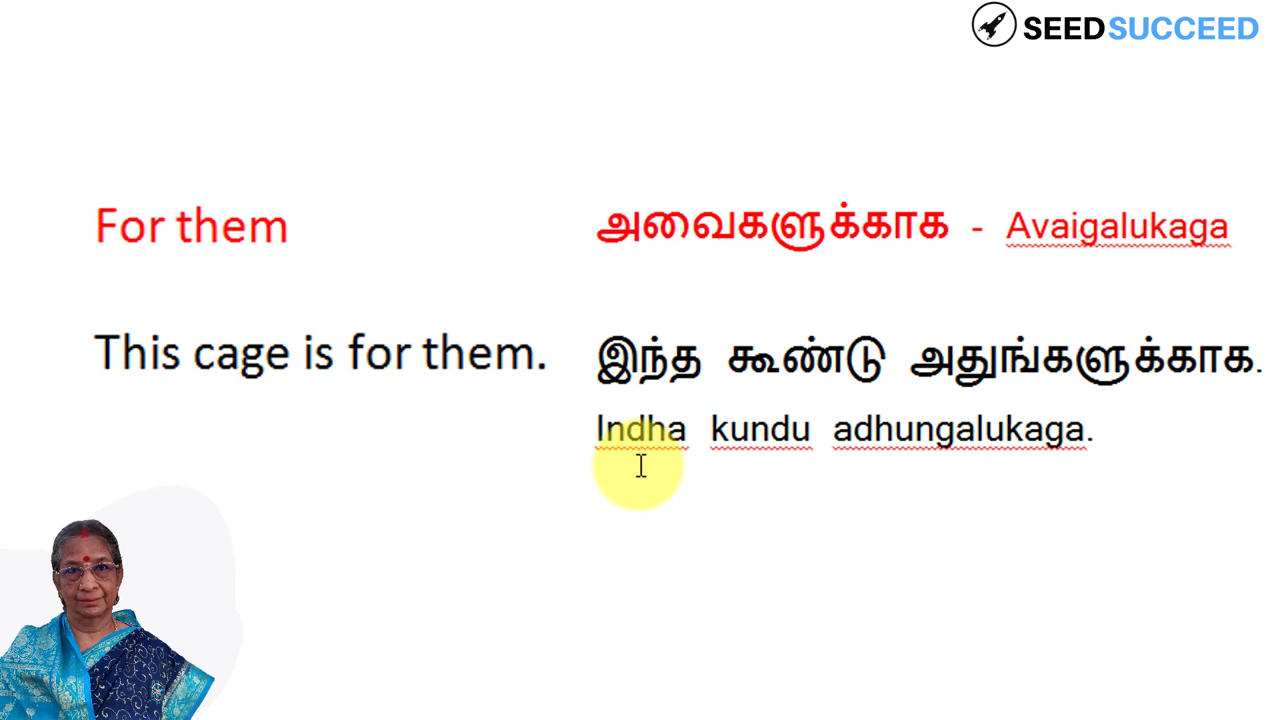 SEEDSUCCEED
For them அவைகளுக்காக - Avaigalukaga
This cage is for them. இந்த கூண்டு அதுங்களுக்காக.
Indha kundu adhungalukaga.